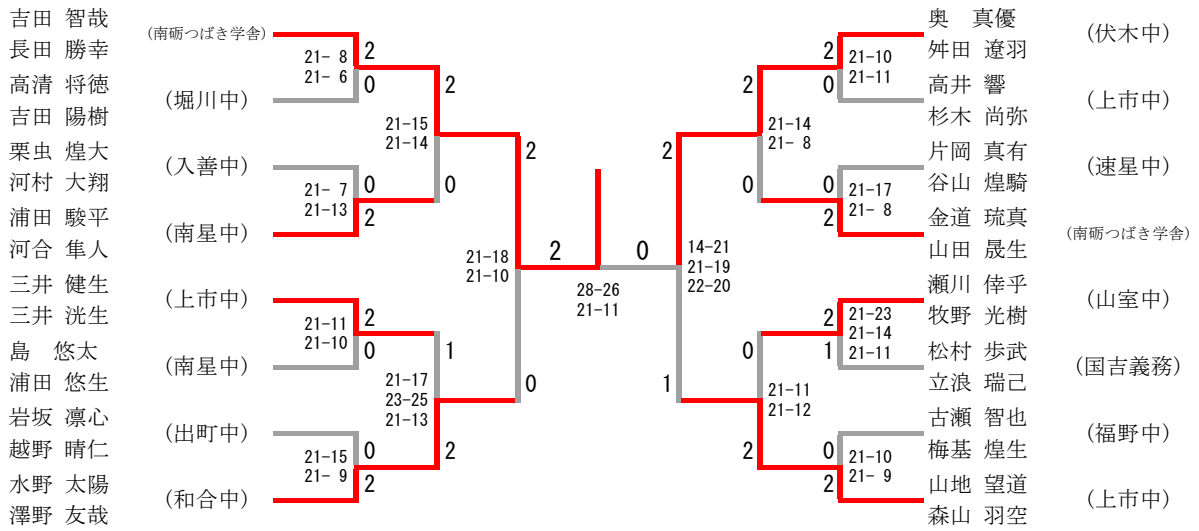 吉田 智哉
長田 勝幸
(南砺つばき学舎)
高清 将徳
吉田 陽樹
(堀川中)
栗虫 煌大
河村 大翔
(入善中)
浦田 駿平
河合 隼人
(南星中)
三井 健生
三井 洸生
(上市中)
島　悠太
浦田 悠生
(南星中)
岩坂 凛心
越野 晴仁
(出町中)
水野 太陽
澤野 友哉
(和合中)
2
21- 8
21- 6
0
0
21- 7
21-13
2
2
21-11
21-10
0
0
21-15
21- 9
2
2
21-15
21-14
0
1
21-17
23-25
21-13
2
2
21-18
21-10
0
2
0
28-26
21-11
2
14-21
21-19
22-20
1
2
21-14
21- 8
0
0
21-11
21-12
2
2
21-10
21-11
0
0
21-17
21- 8
2
2
21-23
21-14
21-11
1
0
21-10
21- 9
2
奥　真優
舛田 遼羽
(伏木中)
高井 響
杉木 尚弥
(上市中)
片岡 真有
谷山 煌騎
(速星中)
金道 琉真
山田 晟生
(南砺つばき学舎)
瀬川 倖乎
牧野 光樹
(山室中)
松村 歩武
立浪 瑞己
(国吉義務)
古瀬 智也
梅基 煌生
(福野中)
山地 望道
森山 羽空
(上市中)